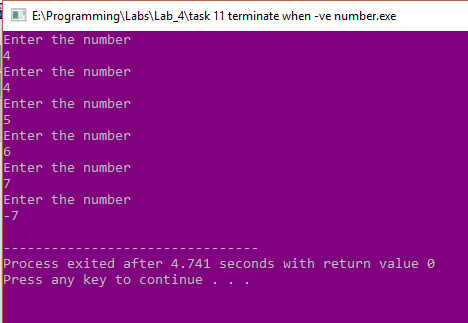 E:\Programming\Labs\Lab_4\task 11 terminate when -ve number.exe
Enter the number
4
Enter the number
4
Enter the number
5
Enter the number
6
Enter the number
7
Enter the number
-7
--------------------------------
Process exited after 4.741 seconds with return value 0
Press any key to continue . . .